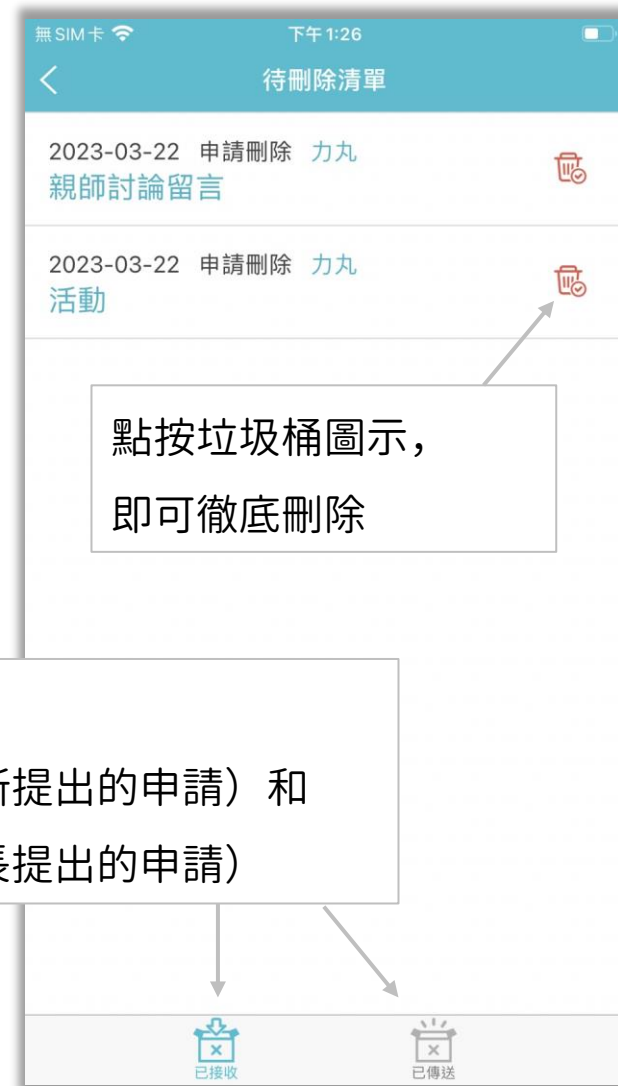 無SIM卡 下午1:26
待刪除清單
2023-03-22 申請刪除 力丸
親師討論留言
2023-03-22 申請刪除 力丸
活動
點按垃圾桶圖示，
即可徹底刪除
提出的申請）和
提出的申請）
已接收 已傳送